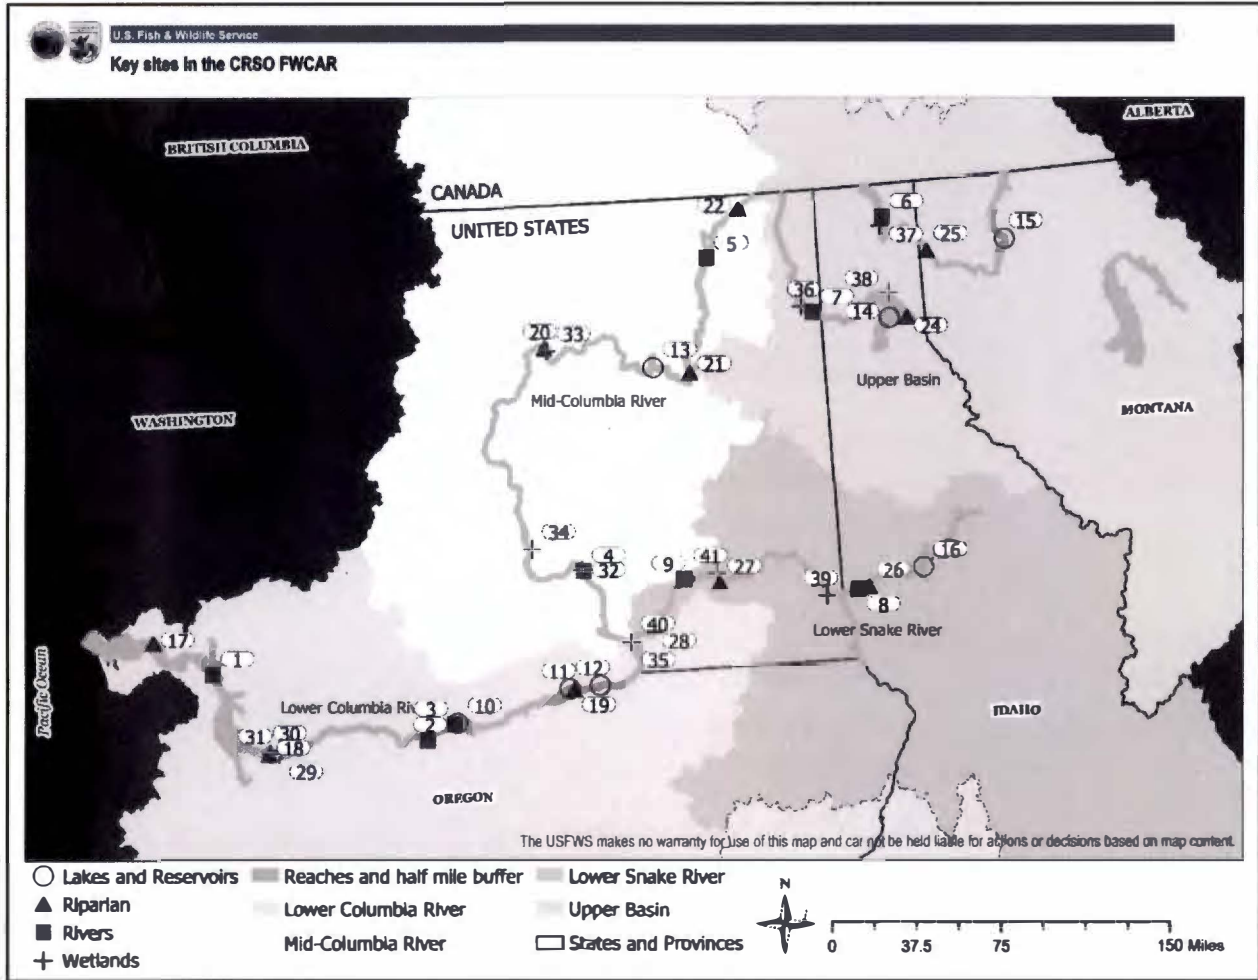 U.S. Fish & Wildlife Service
Key sites in the CRSO FWCAR
ALBERTA
BRITISH COLUMBIA
CANADA
UNITED STATES
22
6
15
5
37
25
38
36
7
14
24
20
33
13
21
Mid-Columbia River
Upper Basin
MONTANA
WASHINGTON
34
4
32
9
41
27
39
26
16
8
Lower Snake River
40
28
35
17
1
11
12
19
Pacific Ocean
Lower Columbia Riv
3
2
10
31
30
18
29
IDAHO
OREGON
The USFWS makes no warranty for use of this map and can not be held liable for actions or decisions based on map content.
Lakes and Reservoirs
Reaches and half mile buffer
Lower Snake River
Riparian
Lower Columbia River
Upper Basin
Rivers
Mid-Columbia River
States and Provinces
Wetlands
N
0 37.5 75 150 Miles